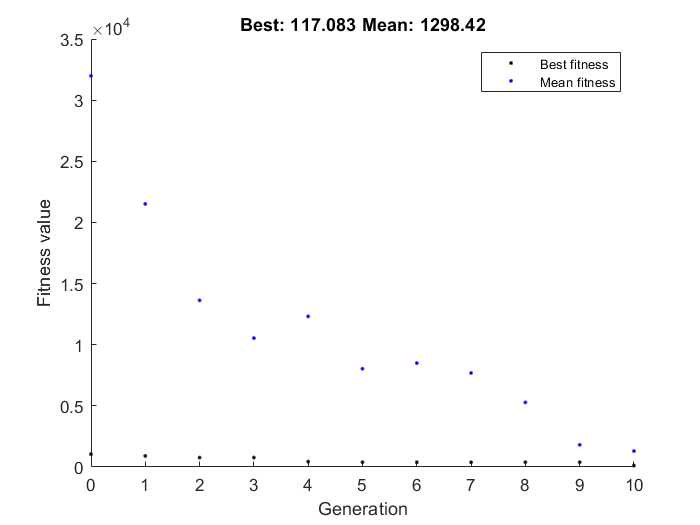 Best: 117.083 Mean: 1298.42
×10⁴
3.5
3
2.5
2
1.5
1
0.5
0
Fitness value
Best fitness
Mean fitness
0 1 2 3 4 5 6 7 8 9 10
Generation